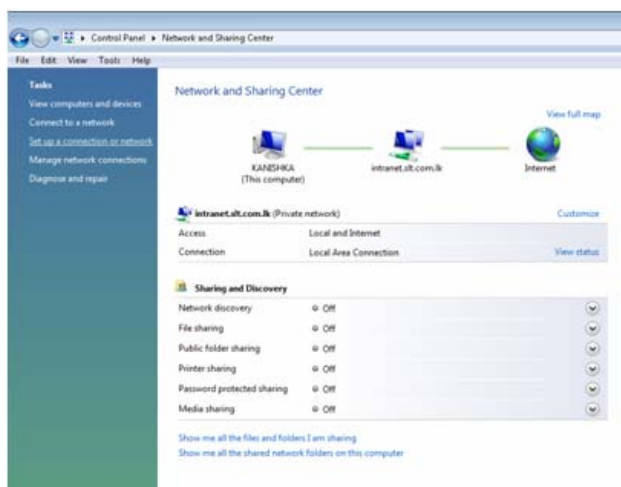 Control Panel ▸ Network and Sharing Center
File Edit View Tools Help
Tasks
View computers and devices
Connect to a network
Set up a connection or network
Manage network connections
Diagnose and repair
Network and Sharing Center
View full map
KANISHKA
(This computer)
intranet.slt.com.lk
Internet
intranet.slt.com.lk (Private network) Customize
Access Local and Internet
Connection Local Area Connection View status
Sharing and Discovery
Network discovery Off
File sharing Off
Public folder sharing Off
Printer sharing Off
Password protected sharing Off
Media sharing Off
Show me all the files and folders I am sharing
Show me all the shared network folders on this computer